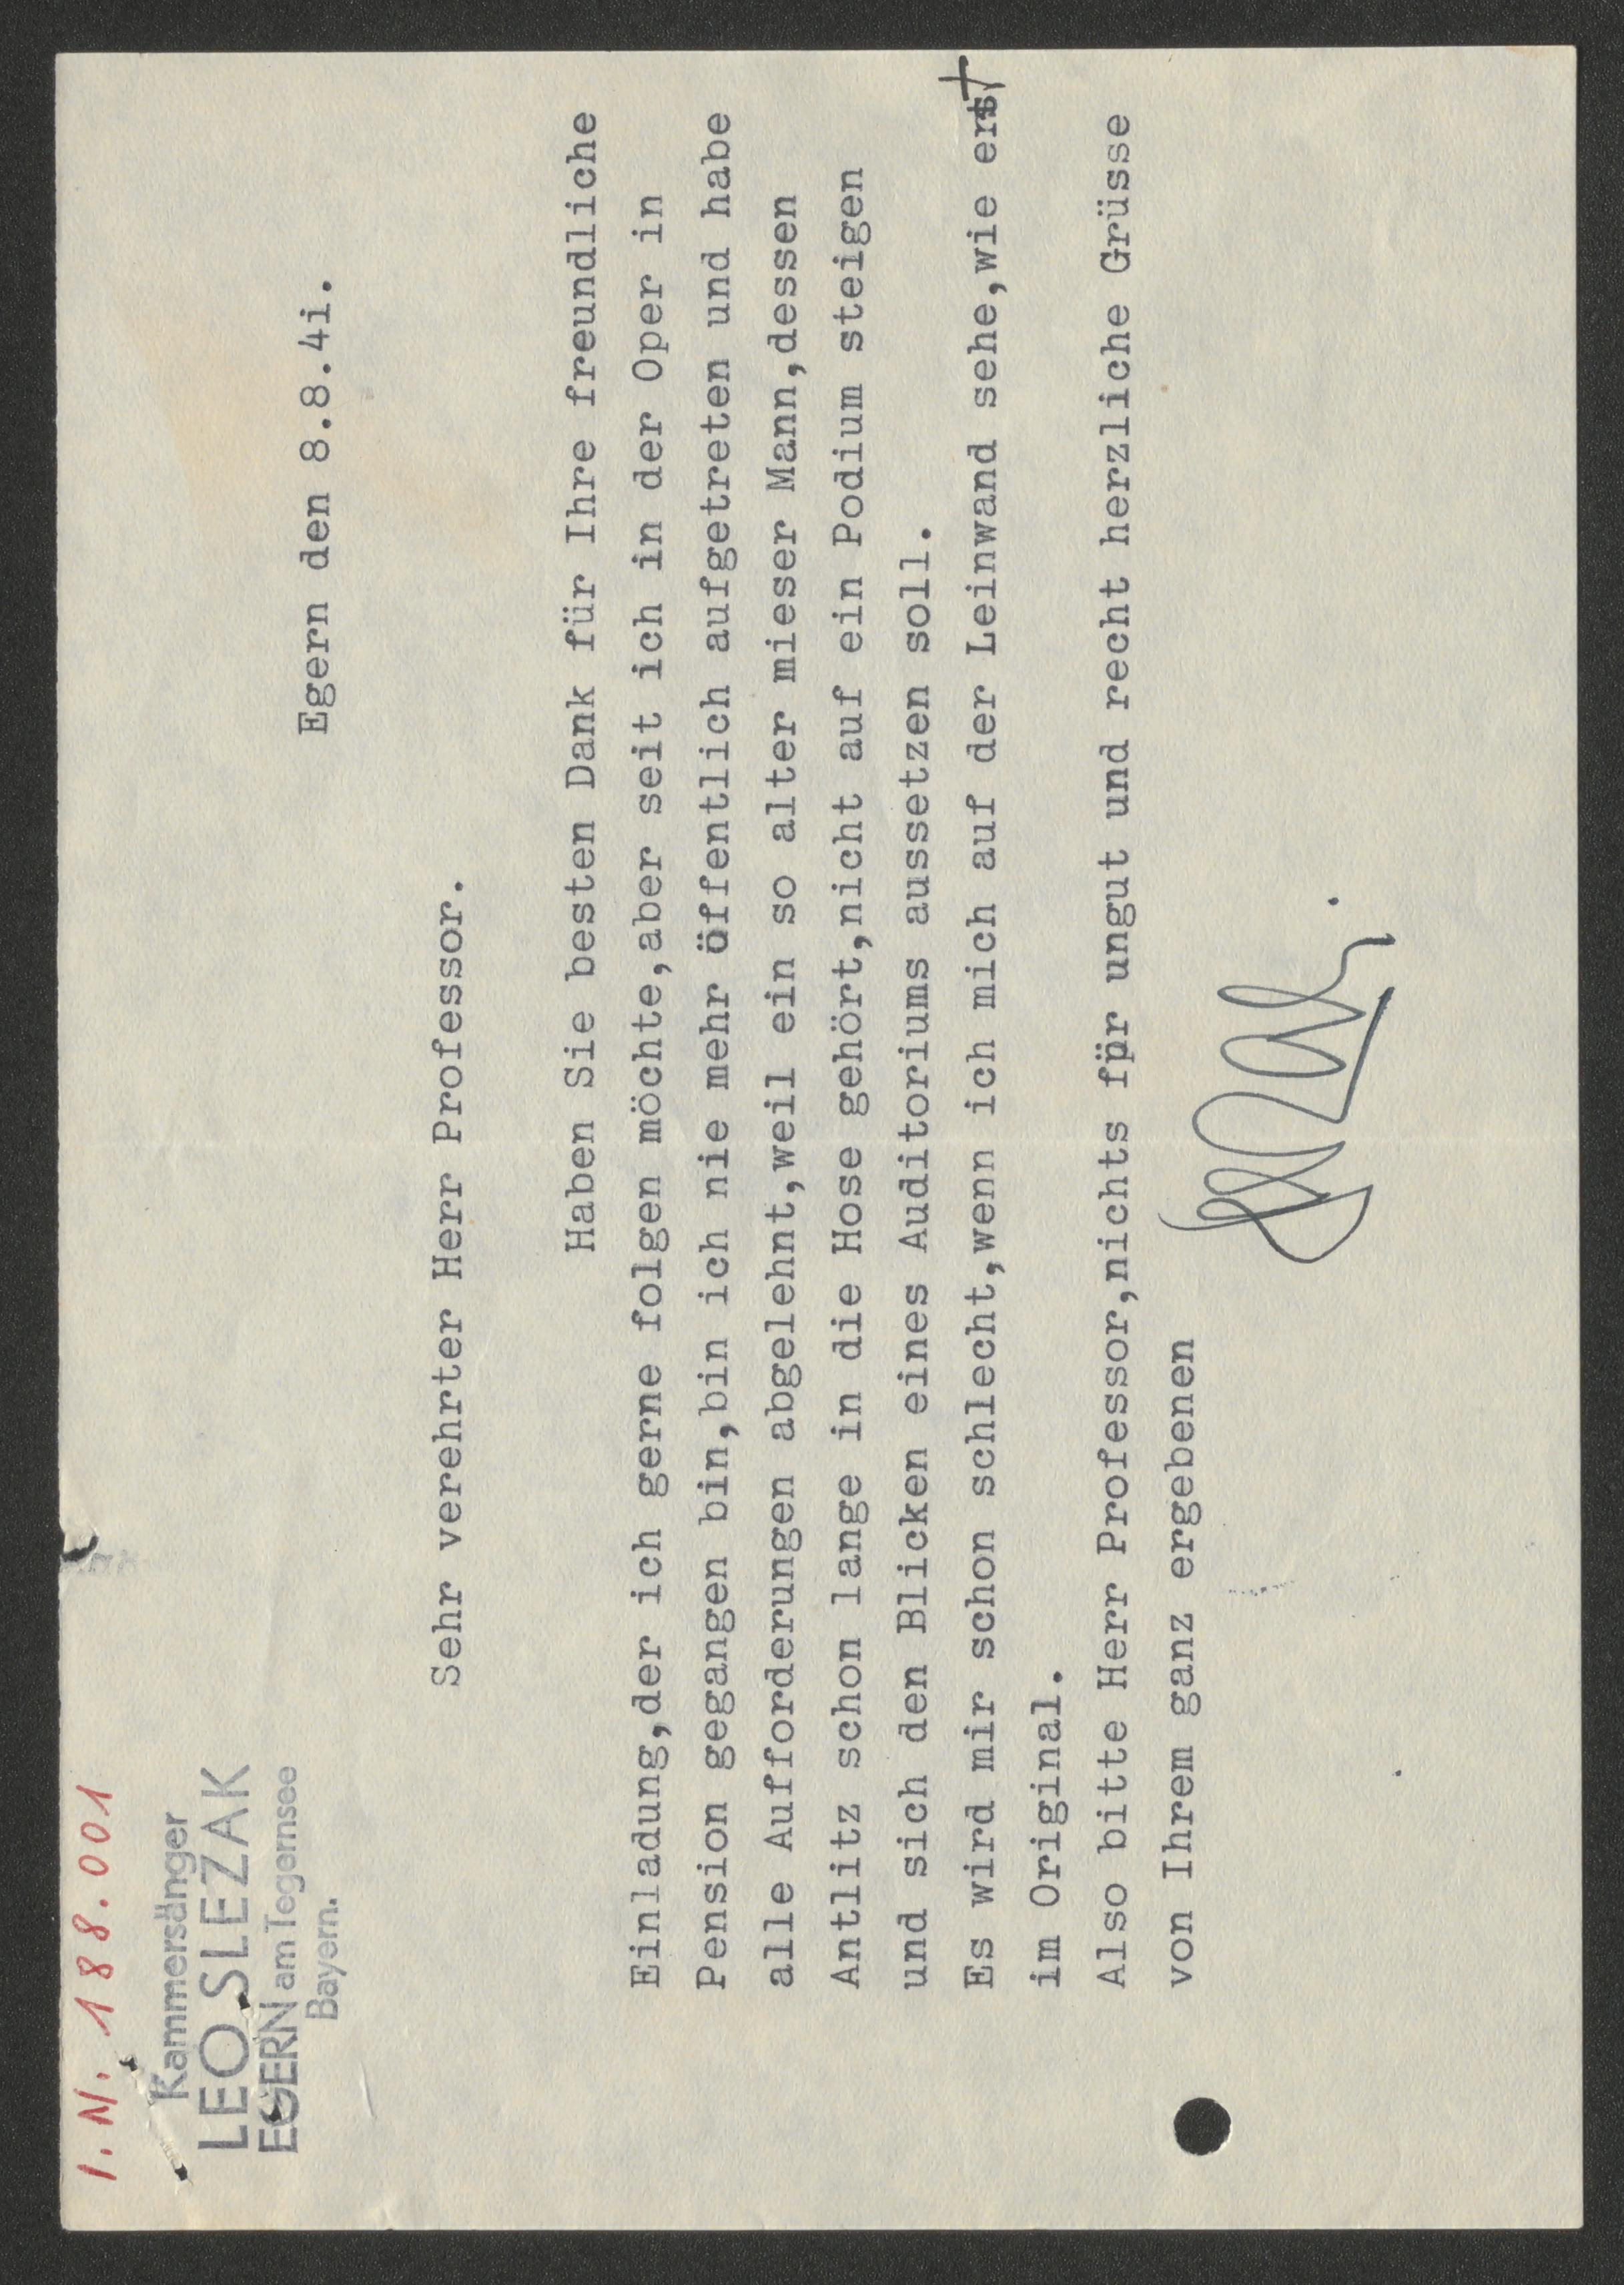 I.N. 188.001
Kammersänger
LEO SLEZAK
EGERN am Tegernsee
Bayern.
Egern den 8.8.4i.
Sehr verehrter Herr Professor.
Haben Sie besten Dank für Ihre freundliche
Einladung,der ich gerne folgen möchte,aber seit ich in der Oper in
Pension gegangen bin,bin ich nie mehr öffentlich aufgetreten und habe
alle Aufforderungen abgelehnt,weil ein so alter mieser Mann,dessen
Antlitz schon lange in die Hose gehört,nicht auf ein Podium steigen
und sich den Blicken eines Auditoriums aussetzen soll.
Es wird mir schon schlecht,wenn ich mich auf der Leinwand sehe,wie erst
im Original.
Also bitte Herr Professor,nichts für ungut und recht herzliche Grüsse
von Ihrem ganz ergebenen